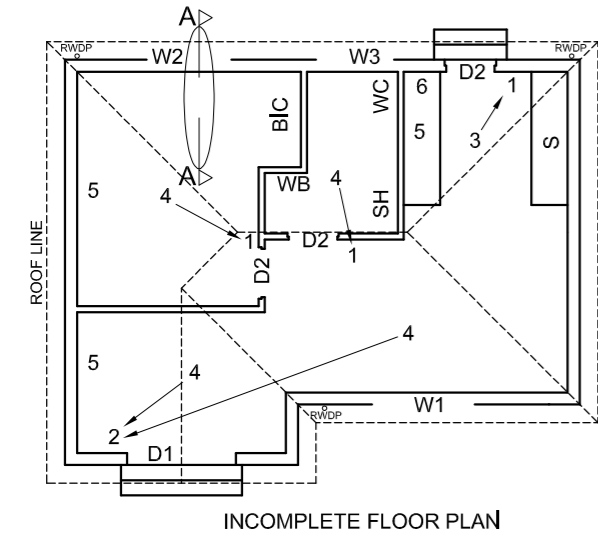 A
RWDP W2 W3 RWDP
D2
6 1
BIC WC
5 3 S
A
WB 4
5 4 SH
1 D2 1
D2
ROOF LINE
4
5 4
W1
RWDP
2
D1
INCOMPLETE FLOOR PLAN